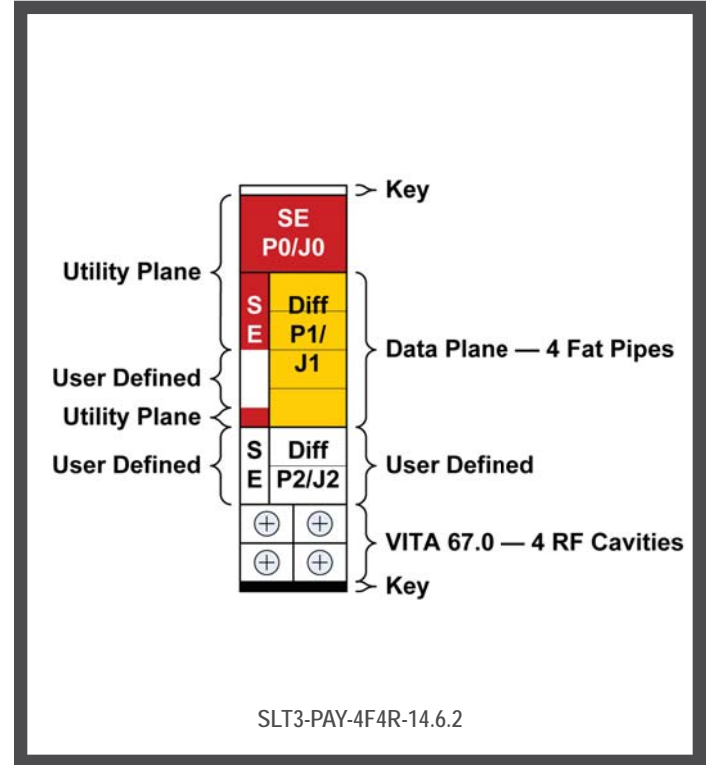 Key
SE
P0/J0
Utility Plane
S
E
Diff
P1/
J1
Data Plane — 4 Fat Pipes
User Defined
Utility Plane
User Defined
S
E
Diff
P2/J2
User Defined
VITA 67.0 — 4 RF Cavities
Key
SLT3-PAY-4F4R-14.6.2